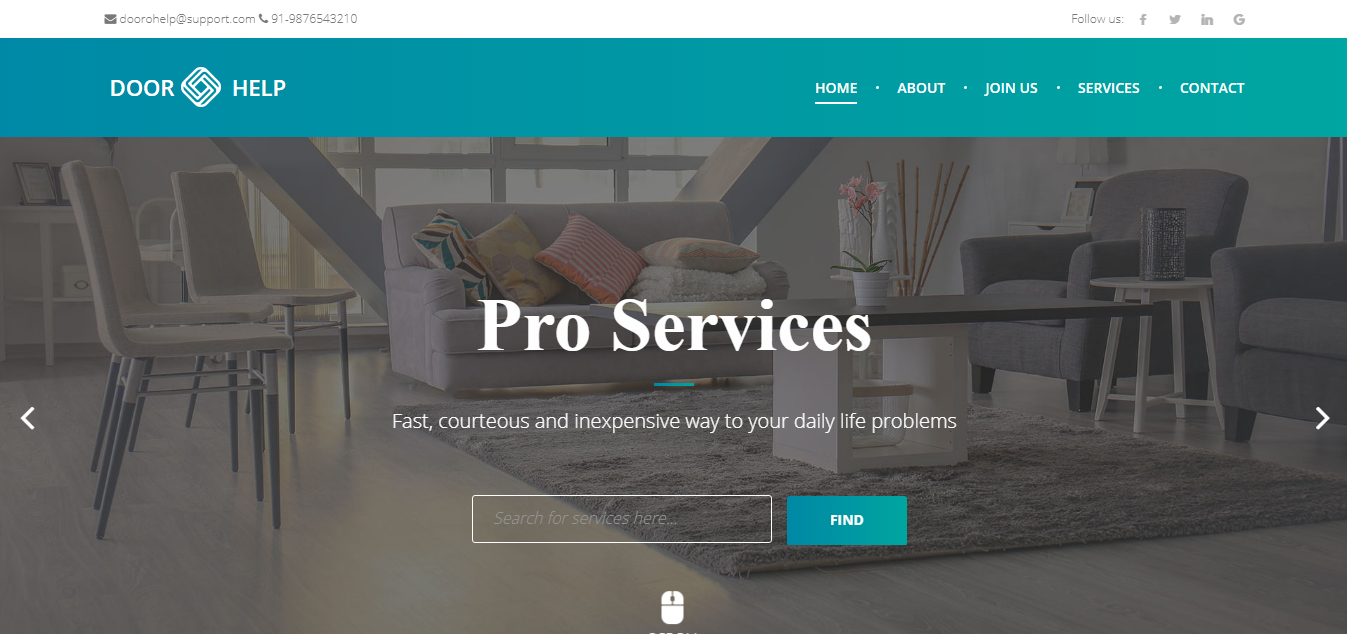 doorohelp@support.com 91-9876543210
Follow us:
DOOR HELP
HOME • ABOUT • JOIN US • SERVICES • CONTACT
Pro Services
Fast, courteous and inexpensive way to your daily life problems
Search for services here...
FIND